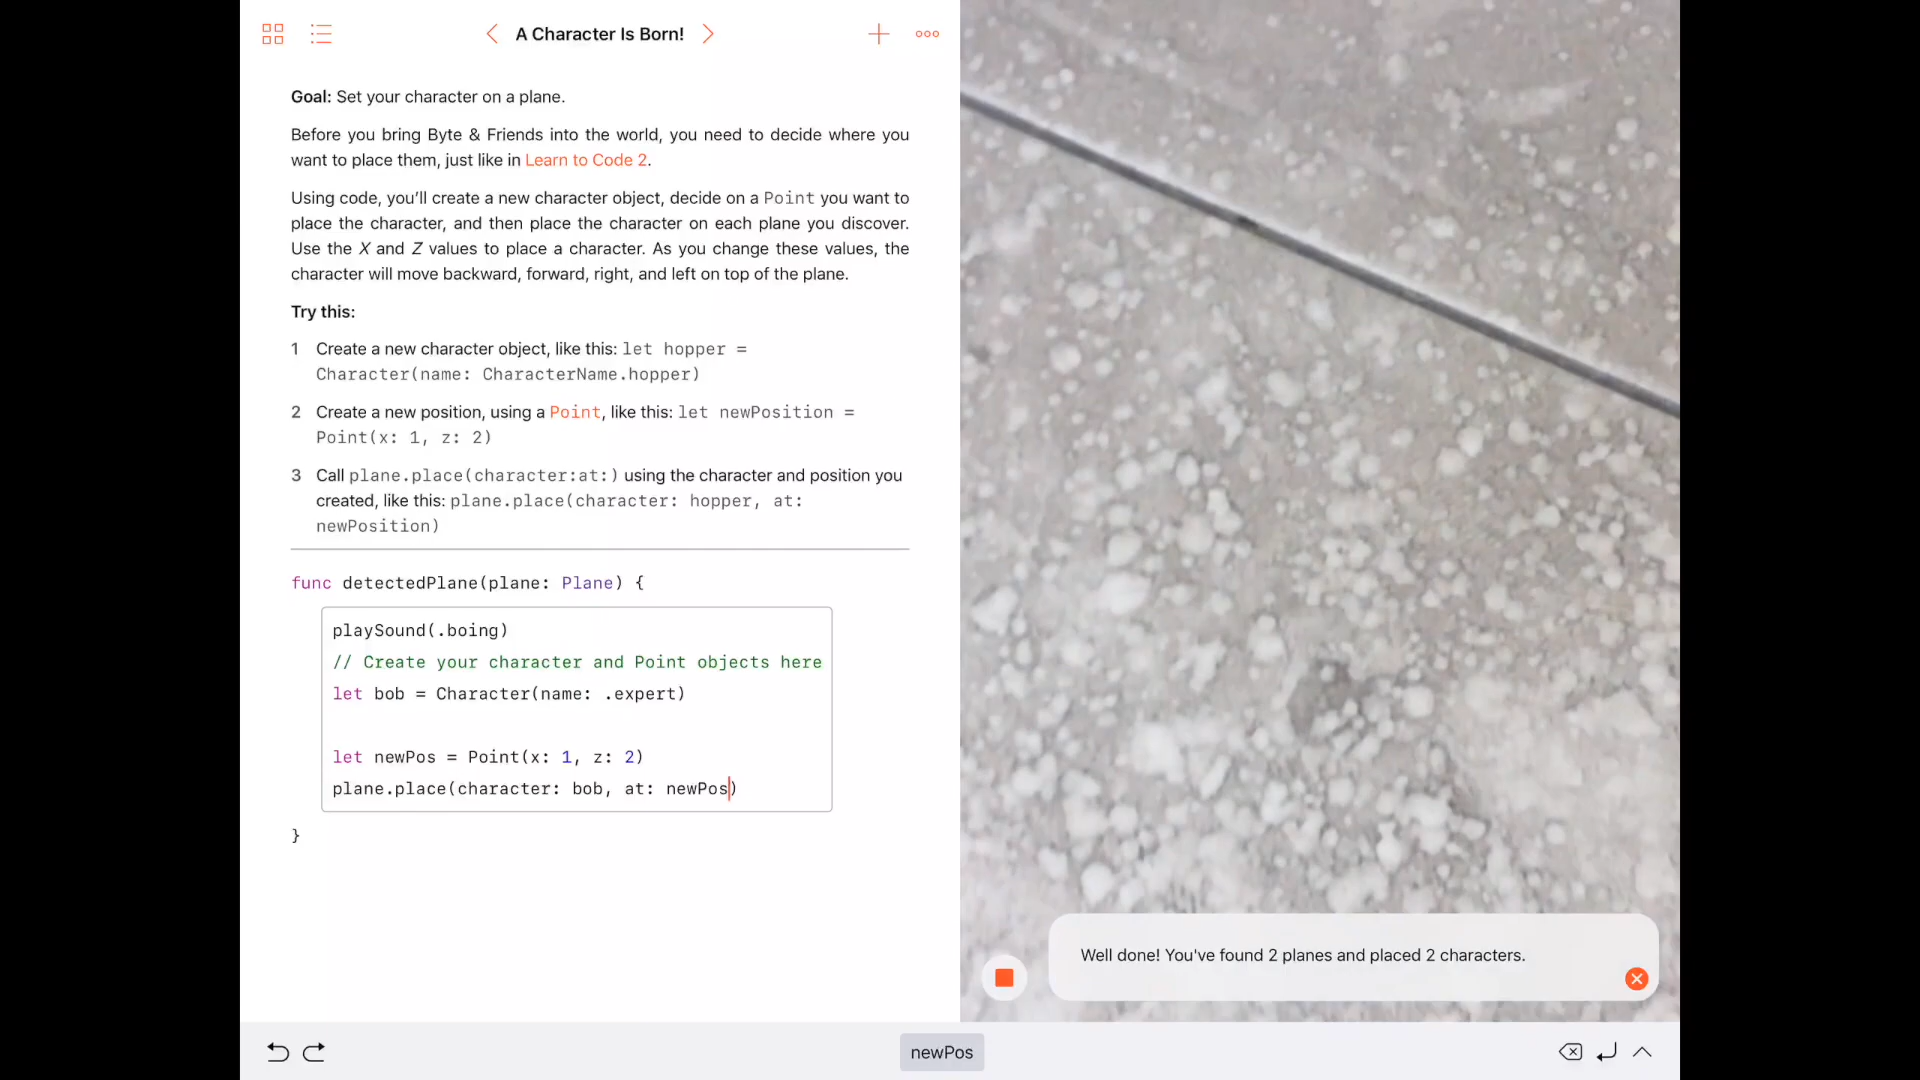 A Character Is Born!
Goal: Set your character on a plane.
Before you bring Byte & Friends into the world, you need to decide where you
want to place them, just like in Learn to Code 2.
Using code, you’ll create a new character object, decide on a Point you want to
place the character, and then place the character on each plane you discover.
Use the X and Z values to place a character. As you change these values, the
character will move backward, forward, right, and left on top of the plane.
Try this:
1 Create a new character object, like this: let hopper =
Character(name: CharacterName.hopper)
2 Create a new position, using a Point, like this: let newPosition =
Point(x: 1, z: 2)
3 Call plane.place(character:at:) using the character and position you
created, like this: plane.place(character: hopper, at:
newPosition)
func detectedPlane(plane: Plane) {
playSound(.boing)
// Create your character and Point objects here
let bob = Character(name: .expert)
let newPos = Point(x: 1, z: 2)
plane.place(character: bob, at: newPos)
}
Well done! You've found 2 planes and placed 2 characters.
newPos